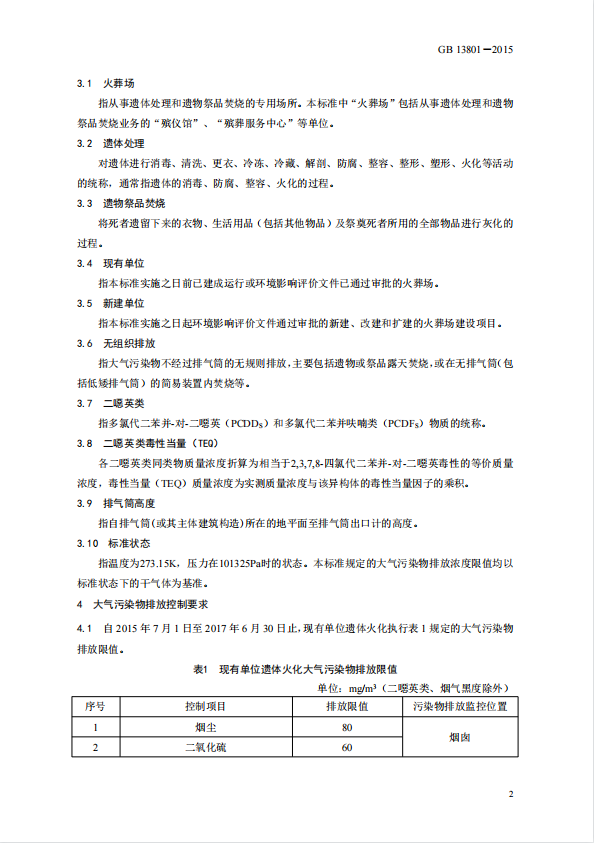 GB 13801－2015
3.1 火葬场
指从事遗体处理和遗物祭品焚烧的专用场所。本标准中“火葬场”包括从事遗体处理和遗物
祭品焚烧业务的“殡仪馆”、“殡葬服务中心”等单位。
3.2 遗体处理
对遗体进行消毒、清洗、更衣、冷冻、冷藏、解剖、防腐、整容、整形、塑形、火化等活动
的统称，通常指遗体的消毒、防腐、整容、火化的过程。
3.3 遗物祭品焚烧
将死者遗留下来的衣物、生活用品（包括其他物品）及祭奠死者所用的全部物品进行灰化的
过程。
3.4 现有单位
指本标准实施之日前已建成运行或环境影响评价文件已通过审批的火葬场。
3.5 新建单位
指本标准实施之日起环境影响评价文件通过审批的新建、改建和扩建的火葬场建设项目。
3.6 无组织排放
指大气污染物不经过排气筒的无规则排放，主要包括遗物或祭品露天焚烧，或在无排气筒（包
括低矮排气筒）的简易装置内焚烧等。
3.7 二噁英类
指多氯代二苯并-对-二噁英（PCDDs）和多氯代二苯并呋喃类（PCDFs）物质的统称。
3.8 二噁英类毒性当量（TEQ）
各二噁英类同类物质量浓度折算为相当于2,3,7,8-四氯代二苯并-对-二噁英毒性的等价质量
浓度，毒性当量（TEQ）质量浓度为实测质量浓度与该异构体的毒性当量因子的乘积。
3.9 排气筒高度
指自排气筒(或其主体建筑构造)所在的地平面至排气筒出口计的高度。
3.10 标准状态
指温度为273.15K，压力在101325Pa时的状态。本标准规定的大气污染物排放浓度限值均以
标准状态下的干气体为基准。
4 大气污染物排放控制要求
4.1 自 2015 年 7 月 1 日至 2017 年 6 月 30 日止，现有单位遗体火化执行表 1 规定的大气污染物
排放限值。
表1 现有单位遗体火化大气污染物排放限值
单位：mg/m³（二噁英类、烟气黑度除外）
序号 控制项目 排放限值 污染物排放监控位置
1 烟尘 80 烟囱
2 二氧化硫 60
2